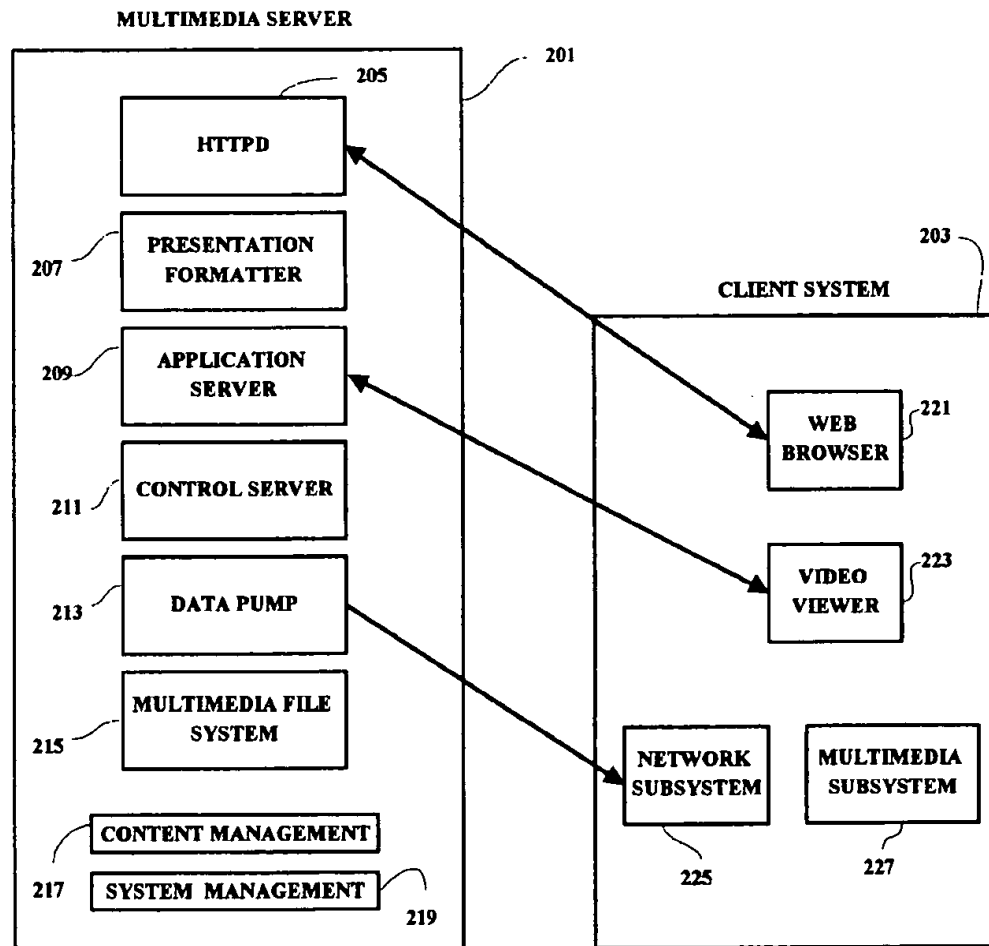 MULTIMEDIA SERVER
201
205
HTTPD
PRESENTATION
FORMATTER
207
203
CLIENT SYSTEM
APPLICATION
SERVER
209
WEB
BROWSER
221
CONTROL SERVER
211
VIDEO
VIEWER
223
DATA PUMP
213
MULTIMEDIA FILE
SYSTEM
215
NETWORK
SUBSYSTEM
MULTIMEDIA
SUBSYSTEM
225
227
CONTENT MANAGEMENT
217
SYSTEM MANAGEMENT
219